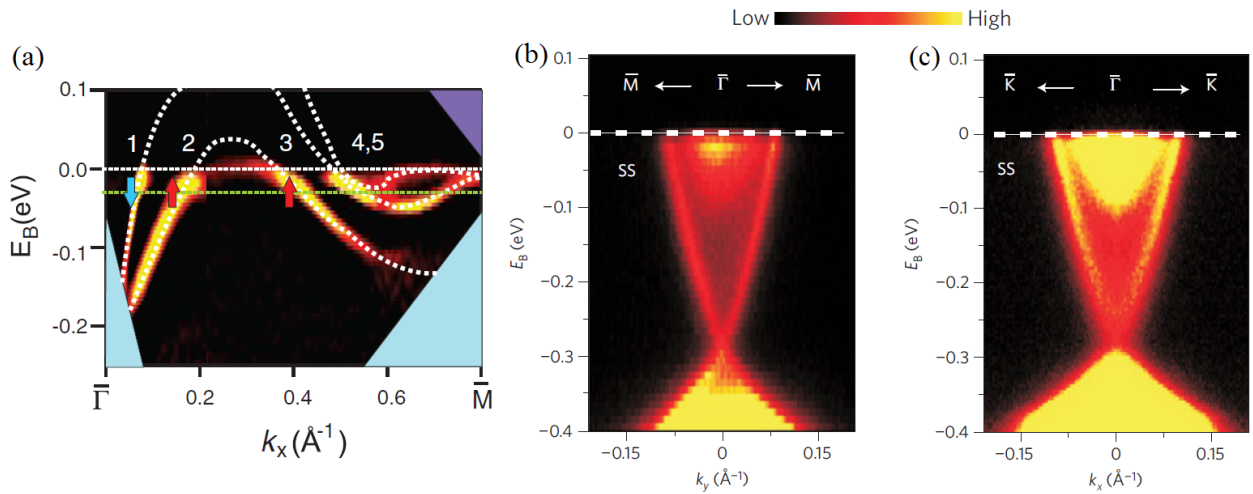 Low High
(a)
0.1
0.0
-0.1
-0.2
E_B(eV)
1 2 3 4,5
Γ̄ 0.2 0.4 0.6 M̄
k_x(Å⁻¹)
(b)
0.1
0
−0.1
−0.2
−0.3
−0.4
E_B (eV)
M̄ ← Γ̄ → M̄
SS
−0.15 0 0.15
k_y (Å⁻¹)
(c)
0.1
0
−0.1
−0.2
−0.3
−0.4
E_B (eV)
K̄ ← Γ̄ → K̄
SS
−0.15 0 0.15
k_x (Å⁻¹)